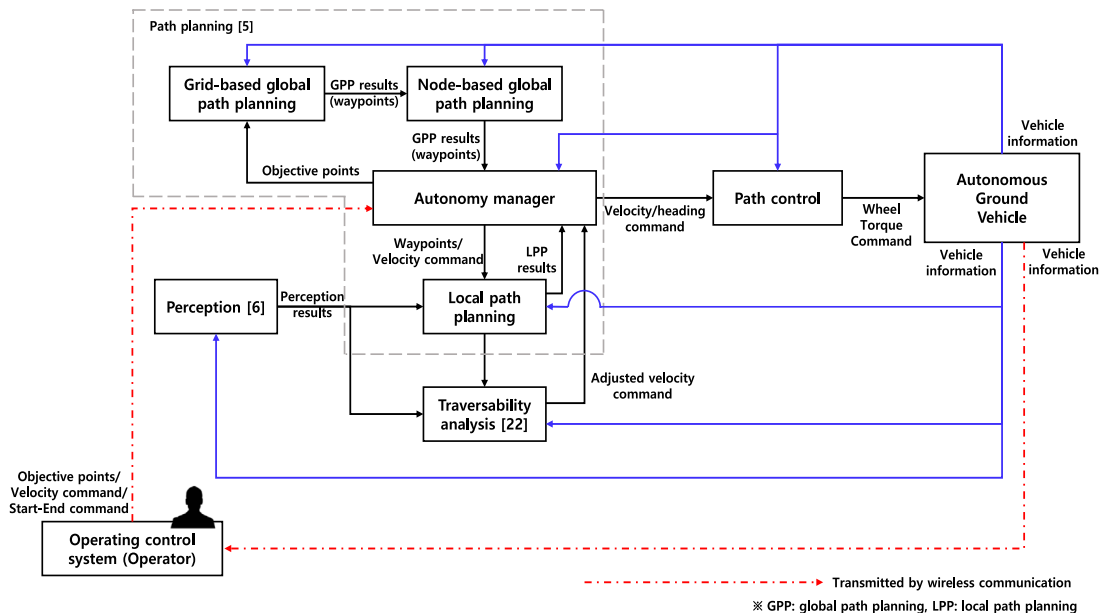 Path planning [5]
Grid-based global
path planning
GPP results
(waypoints)
Node-based global
path planning
GPP results
(waypoints)
Objective points
Vehicle
information
Autonomy manager
Velocity/heading
command
Path control
Wheel
Torque
Command
Autonomous
Ground
Vehicle
Waypoints/
Velocity command
LPP
results
Vehicle
information
Vehicle
information
Perception [6]
Perception
results
Local path
planning
Adjusted velocity
command
Traversability
analysis [22]
Objective points/
Velocity command/
Start-End command
Operating control
system (Operator)
Transmitted by wireless communication
※ GPP: global path planning, LPP: local path planning